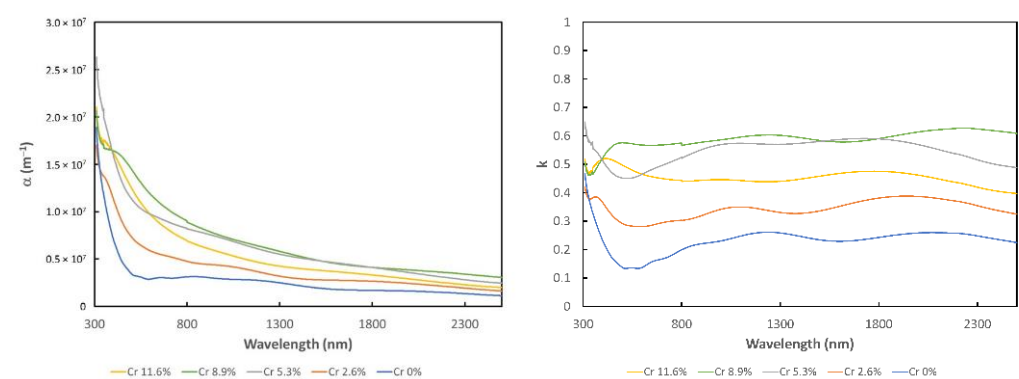 3.0 × 10⁷
2.5 × 10⁷
2.0 × 10⁷
1.5 × 10⁷
1.0 × 10⁷
0.5 × 10⁷
0
α (m⁻¹)
300 800 1300 1800 2300
Wavelength (nm)
Cr 11.6% Cr 8.9% Cr 5.3% Cr 2.6% Cr 0%
1
0.9
0.8
0.7
0.6
0.5
0.4
0.3
0.2
0.1
0
k
300 800 1300 1800 2300
Wavelength (nm)
Cr 11.6% Cr 8.9% Cr 5.3% Cr 2.6% Cr 0%